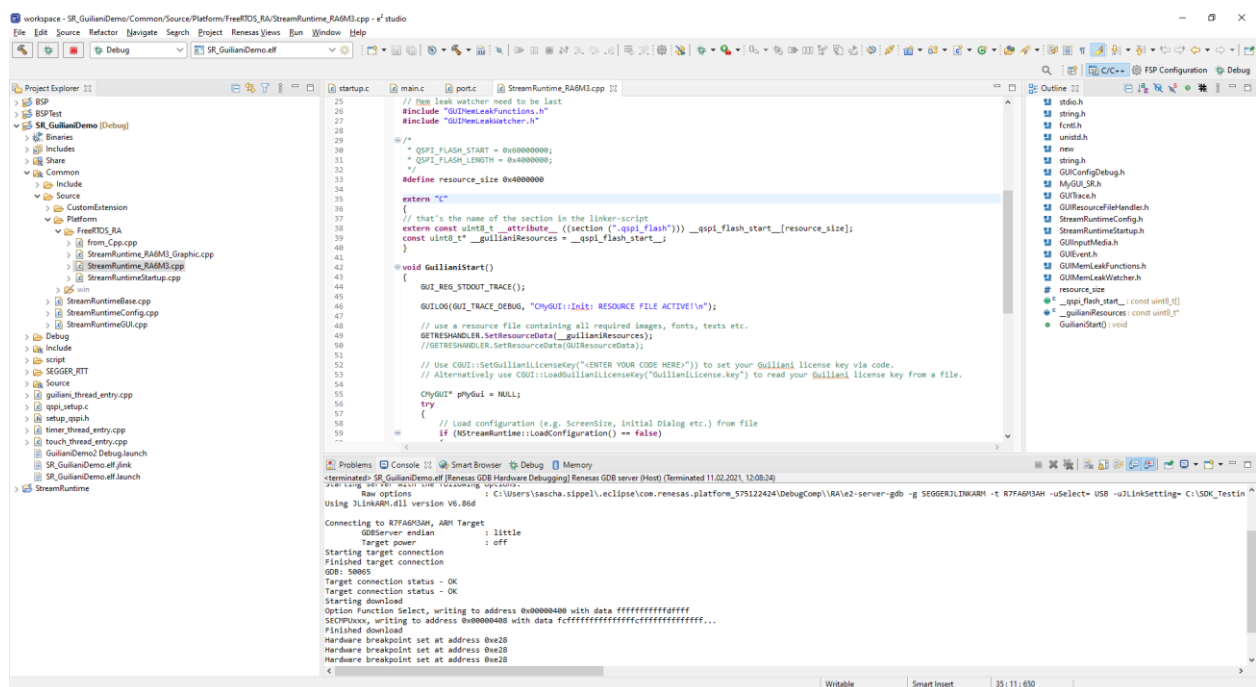 workspace - SR_GuilianiDemo/Common/Source/Platform/FreeRTOS_RA/StreamRuntime_RA6M3.cpp - e² studio
File Edit Source Refactor Navigate Search Project Renesas Views Run Window Help
Debug
SR_GuilianiDemo.elf
C/C++
FSP Configuration
Debug
Project Explorer
BSP
BSPTest
SR_GuilianiDemo [Debug]
Binaries
Includes
Share
Common
Include
Source
CustomExtension
Platform
FreeRTOS_RA
from_Cpp.cpp
StreamRuntime_RA6M3_Graphic.cpp
StreamRuntime_RA6M3.cpp
StreamRuntimeStartup.cpp
win
StreamRuntimeBase.cpp
StreamRuntimeConfig.cpp
StreamRuntimeGUI.cpp
Debug
Include
script
SEGGER_RTT
Source
guiliani_thread_entry.cpp
qspi_setup.c
setup_qspi.h
timer_thread_entry.cpp
touch_thread_entry.cpp
GuilianiDemo2 Debug.launch
SR_GuilianiDemo.elf.jlink
SR_GuilianiDemo.elf.launch
StreamRuntime
startup.c
main.c
port.c
StreamRuntime_RA6M3.cpp
25 // Mem leak watcher need to be last
26 #include "GUIMemLeakFunctions.h"
27 #include "GUIMemLeakWatcher.h"
28
29 /*
30 * QSPI_FLASH_START = 0x60000000;
31 * QSPI_FLASH_LENGTH = 0x4000000;
32 */
33 #define resource_size 0x4000000
34
35 extern "C"
36 {
37 // that's the name of the section in the linker-script
38 extern const uint8_t __attribute__ ((section (".qspi_flash"))) __qspi_flash_start__[resource_size];
39 const uint8_t* __guilianiResources = __qspi_flash_start__;
40 }
41
42 void GuilianiStart()
43 {
44 GUI_REG_STDOUT_TRACE();
45
46 GUILOG(GUI_TRACE_DEBUG, "CMyGUI::Init: RESOURCE FILE ACTIVE!\n");
47
48 // use a resource file containing all required images, fonts, texts etc.
49 GETRESHANDLER.SetResourceData(__guilianiResources);
50 //GETRESHANDLER.SetResourceData(GUIResourceData);
51
52 // Use CGUI::SetGuilianiLicenseKey("<ENTER YOUR CODE HERE>")) to set your Guiliani license key via code.
53 // Alternatively use CGUI::LoadGuilianiLicenseKey("GuilianiLicense.key") to read your Guiliani license key from a file.
54
55 CMyGUI* pMyGui = NULL;
56 try
57 {
58 // Load configuration (e.g. ScreenSize, initial Dialog etc.) from file
59 if (NStreamRuntime::LoadConfiguration() == false)
Outline
stdio.h
string.h
fcntl.h
unistd.h
new
string.h
GUIConfigDebug.h
MyGUI_SR.h
GUITrace.h
GUIResourceFileHandler.h
StreamRuntimeConfig.h
StreamRuntimeStartup.h
GUIInputMedia.h
GUIEvent.h
GUIMemLeakFunctions.h
GUIMemLeakWatcher.h
resource_size
__qspi_flash_start__ : const uint8_t[]
__guilianiResources : const uint8_t*
GuilianiStart() : void
Problems Console Smart Browser Debug Memory
<terminated> SR_GuilianiDemo.elf [Renesas GDB Hardware Debugging] Renesas GDB server (Host) (Terminated 11.02.2021, 12:08:24)
Starting server with the following options:
Raw options : C:\Users\sascha.sippel\.eclipse\com.renesas.platform_575122424\DebugComp\\RA\e2-server-gdb -g SEGGERJLINKARM -t R7FA6M3AH -uSelect= USB -uJLinkSetting= C:\SDK_Testin
Using JLinkARM.dll version V6.86d
Connecting to R7FA6M3AH, ARM Target
GDBServer endian : little
Target power : off
Starting target connection
Finished target connection
GDB: 50065
Target connection status - OK
Target connection status - OK
Starting download
Option Function Select, writing to address 0x00000400 with data fffffffffffdffff
SECMPUxxx, writing to address 0x00000408 with data fcffffffffffffffffcffffffffffffff...
Finished download
Hardware breakpoint set at address 0xe28
Hardware breakpoint set at address 0xe28
Hardware breakpoint set at address 0xe28
Writable
Smart Insert
35 : 11 : 650